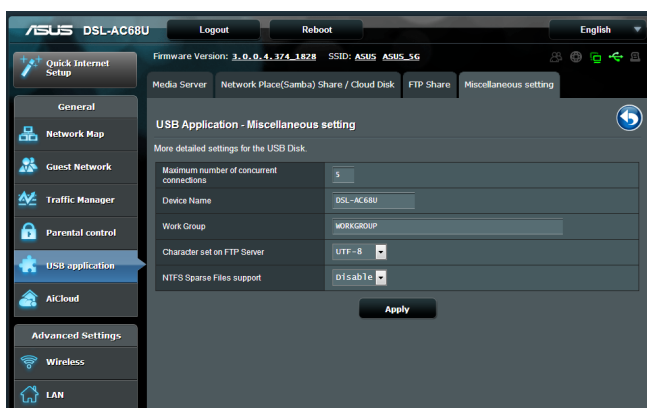 ASUS DSL-AC68U Logout Reboot English
Quick Internet
Setup
Firmware Version: 3.0.0.4.374_1828 SSID: ASUS ASUS_5G
Media Server Network Place(Samba) Share / Cloud Disk FTP Share Miscellaneous setting
General
Network Map
Guest Network
Traffic Manager
Parental control
USB application
AiCloud
Advanced Settings
Wireless
LAN
USB Application - Miscellaneous setting
More detailed settings for the USB Disk.
Maximum number of concurrent
connections 5
Device Name DSL-AC68U
Work Group WORKGROUP
Character set on FTP Server UTF-8
NTFS Sparse Files support Disable
Apply